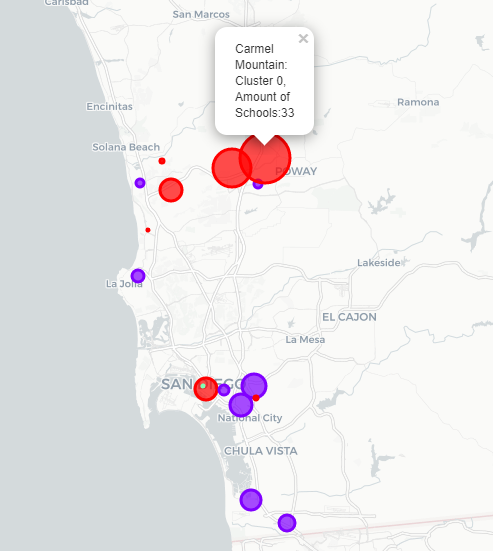 Carlsbad
San Marcos
×
Carmel
Mountain:
Cluster 0,
Amount of
Schools:33
Encinitas
Ramona
Solana Beach
POWAY
Lakeside
La Jolla
EL CAJON
La Mesa
SAN DIEGO
National City
CHULA VISTA